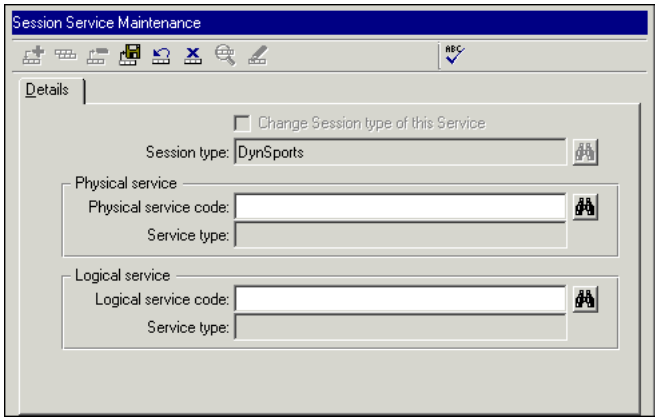 Session Service Maintenance
ABC
Details
Change Session type of this Service
Session type: DynSports
Physical service
Physical service code:
Service type:
Logical service
Logical service code:
Service type: